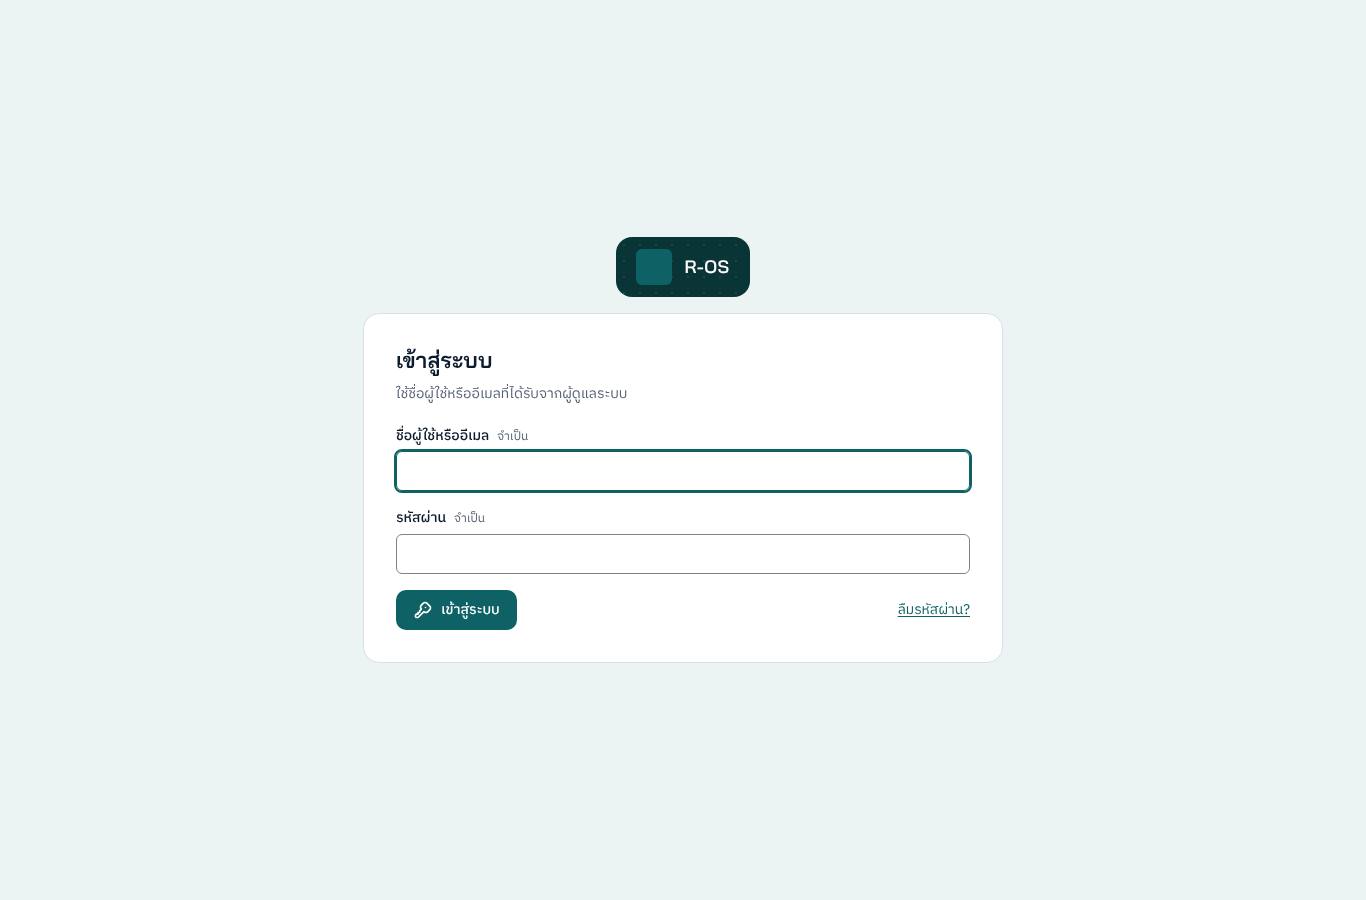 R-OS
เข้าสู่ระบบ
ใช้ชื่อผู้ใช้หรืออีเมลที่ได้รับจากผู้ดูแลระบบ
ชื่อผู้ใช้หรืออีเมล จำเป็น
รหัสผ่าน จำเป็น
เข้าสู่ระบบ ลืมรหัสผ่าน?